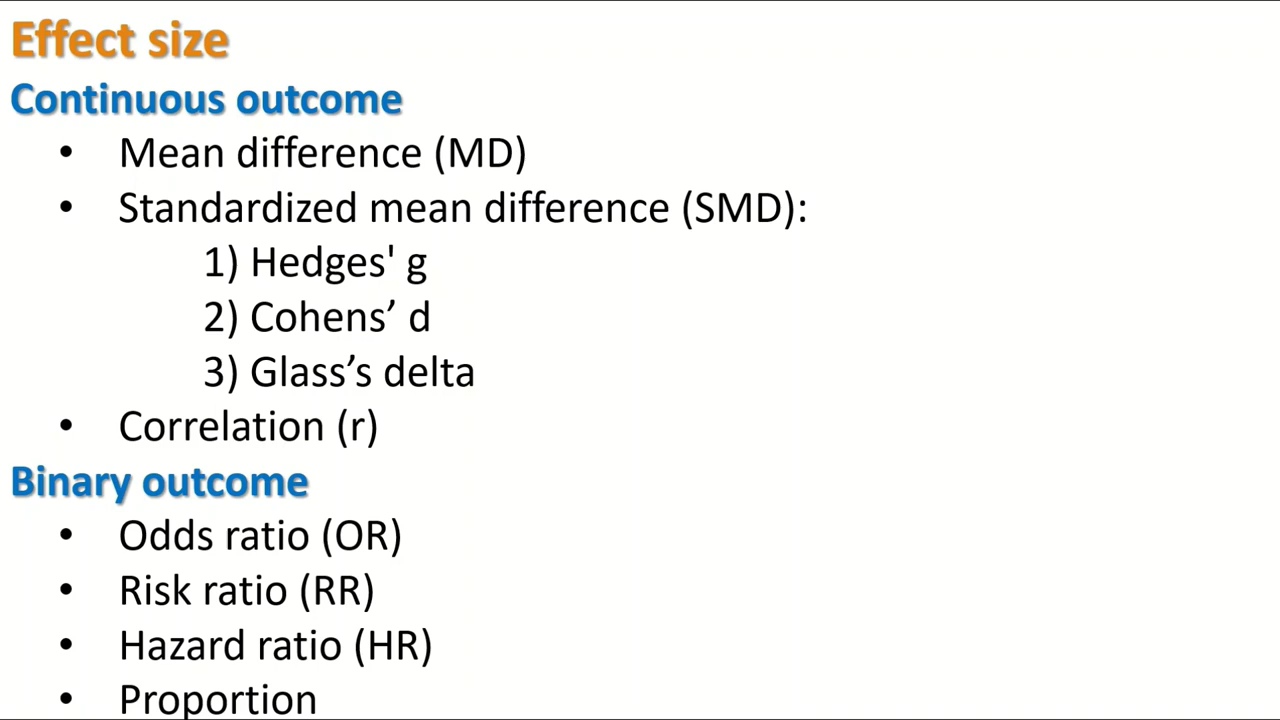 Effect size
Continuous outcome
• Mean difference (MD)
• Standardized mean difference (SMD):
1) Hedges' g
2) Cohens’ d
3) Glass’s delta
• Correlation (r)
Binary outcome
• Odds ratio (OR)
• Risk ratio (RR)
• Hazard ratio (HR)
• Proportion